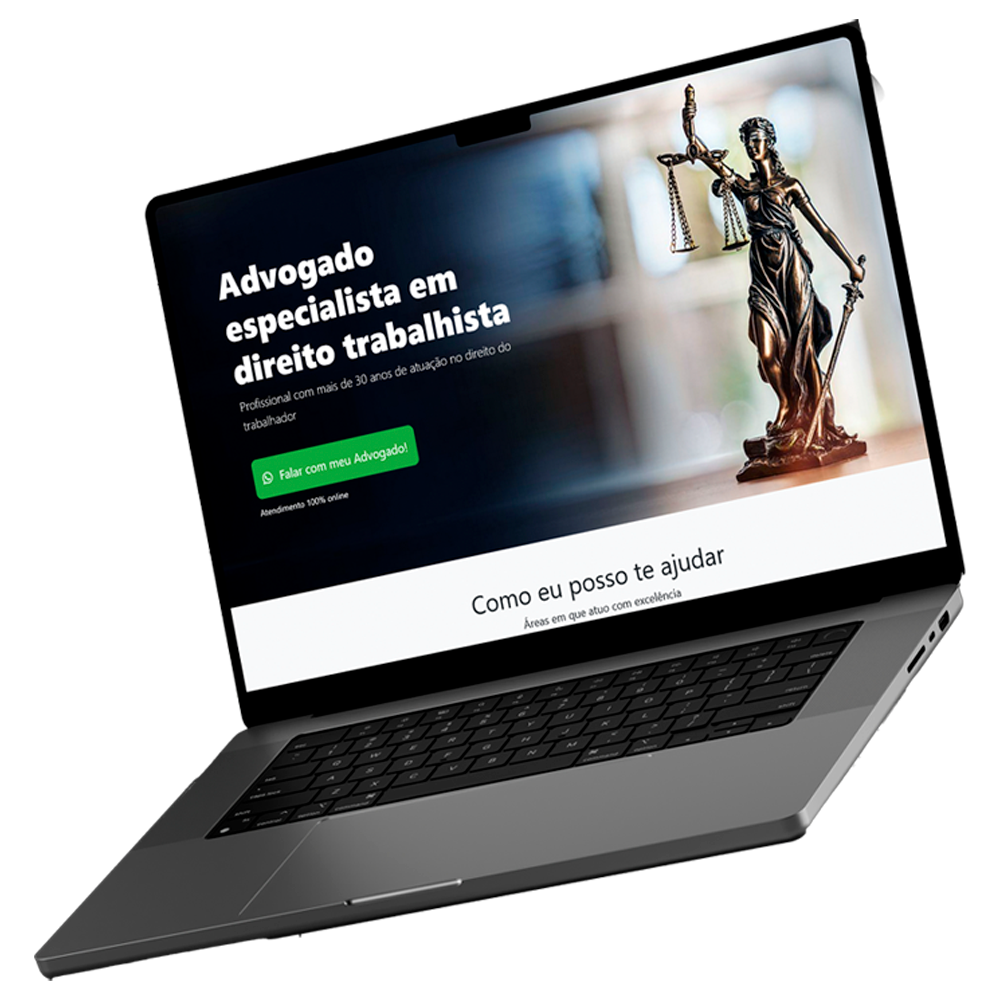 Advogado
especialista em
direito trabalhista
Profissional com mais de 30 anos de atuação no direito do
trabalhador
Falar com meu Advogado!
Atendimento 100% online
Como eu posso te ajudar
Áreas em que atuo com excelência